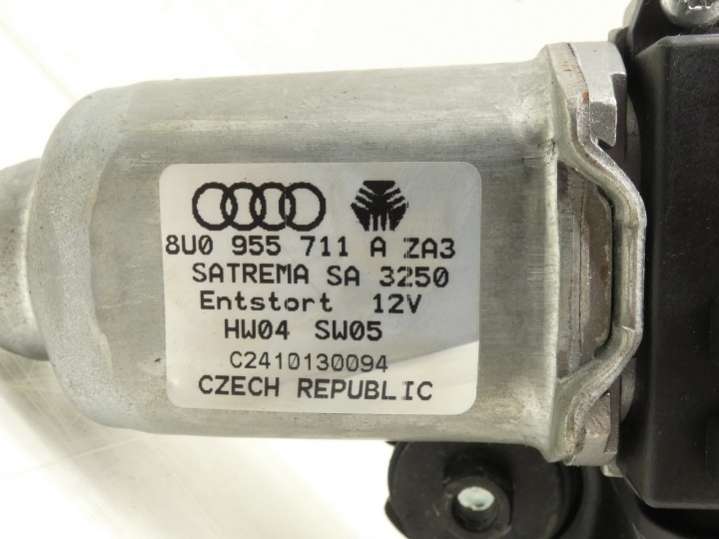 8U0 955 711 A ZA3
SATREMA SA 3250
Entstort 12V
HW04 SW05
C2410130094
CZECH REPUBLIC